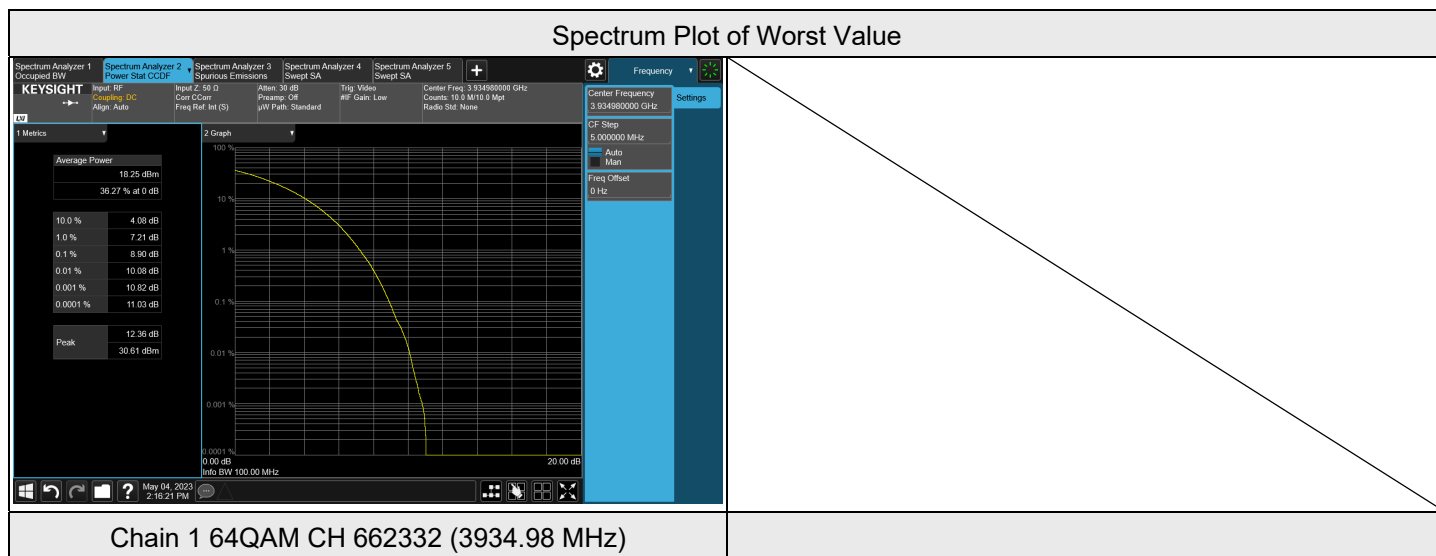 Spectrum Plot of Worst Value
Spectrum Analyzer 1
Occupied BW
Spectrum Analyzer 2
Power Stat CCDF
Spectrum Analyzer 3
Spurious Emissions
Spectrum Analyzer 4
Swept SA
Spectrum Analyzer 5
Swept SA
Frequency
KEYSIGHT
LXI
Input: RF
Coupling: DC
Align: Auto
Input Z: 50 Ω
Corr CCorr
Freq Ref: Int (S)
Atten: 30 dB
Preamp: Off
µW Path: Standard
Trig: Video
#IF Gain: Low
Center Freq: 3.934980000 GHz
Counts: 10.0 M/10.0 Mpt
Radio Std: None
Center Frequency
3.934980000 GHz
Settings
CF Step
5.000000 MHz
Auto
Man
Freq Offset
0 Hz
1 Metrics
Average Power
18.25 dBm
36.27 % at 0 dB
10.0 % 4.08 dB
1.0 % 7.21 dB
0.1 % 8.90 dB
0.01 % 10.08 dB
0.001 % 10.82 dB
0.0001 % 11.03 dB
Peak
12.36 dB
30.61 dBm
2 Graph
100 %
10 %
1 %
0.1 %
0.01 %
0.001 %
0.0001 %
0.00 dB 20.00 dB
Info BW 100.00 MHz
May 04, 2023
2:16:21 PM
Chain 1 64QAM CH 662332 (3934.98 MHz)